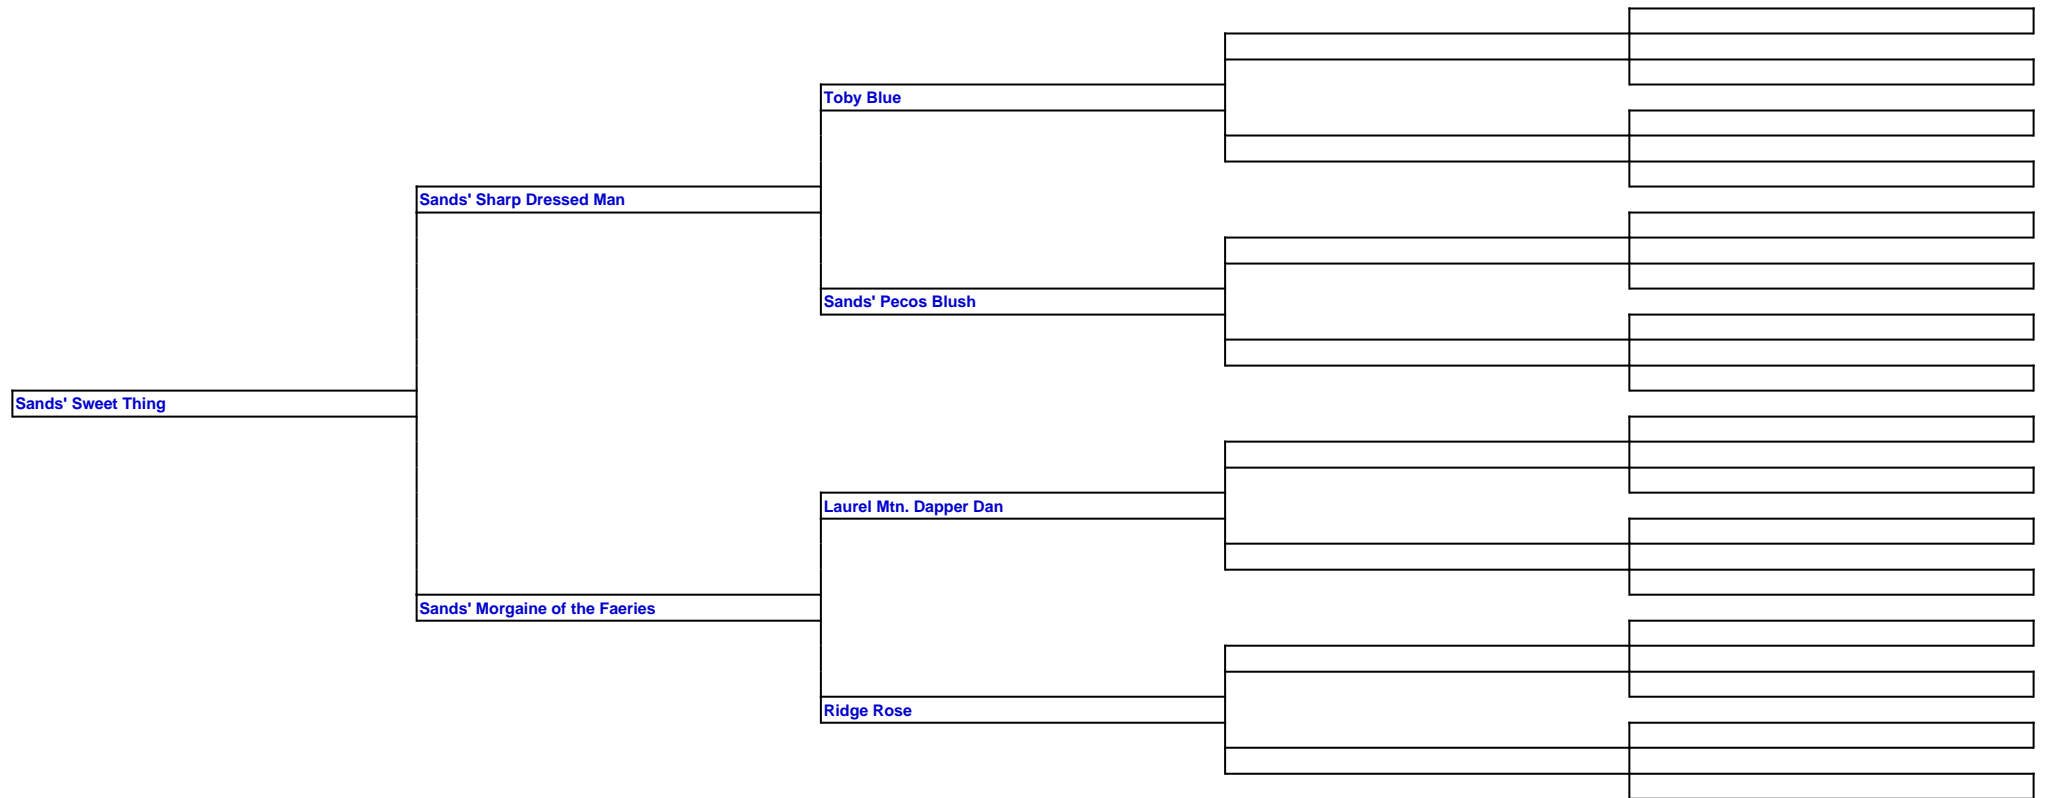 Toby Blue
Sands' Sharp Dressed Man
Sands' Pecos Blush
Sands' Sweet Thing
Laurel Mtn. Dapper Dan
Sands' Morgaine of the Faeries
Ridge Rose